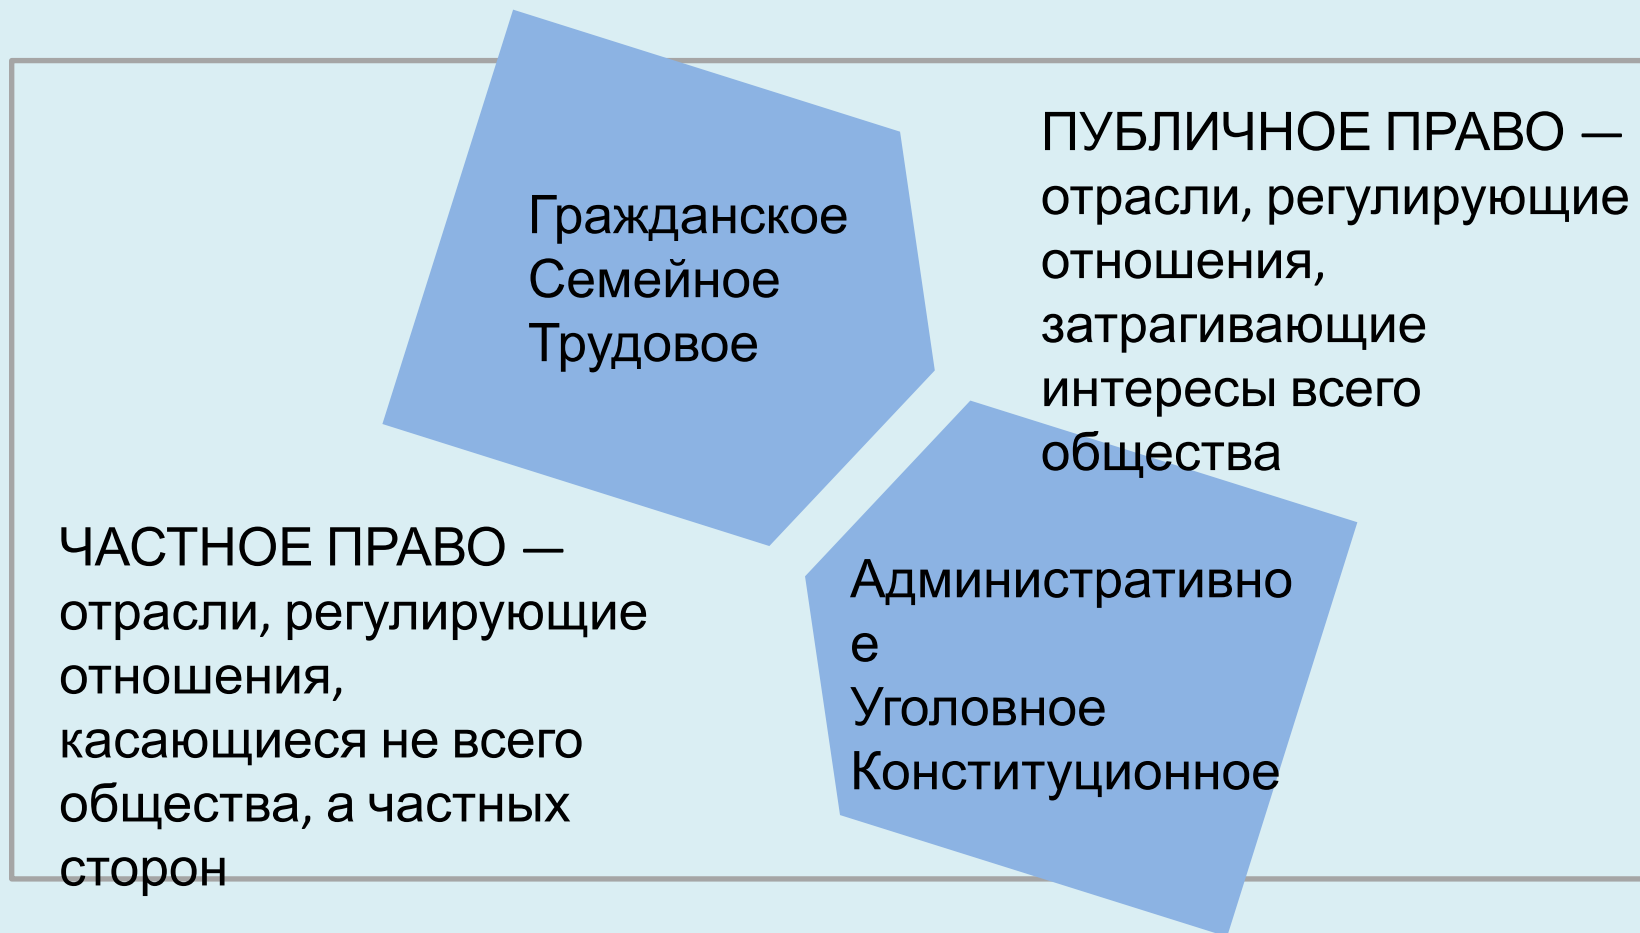 Гражданское
Семейное
Трудовое
ПУБЛИЧНОЕ ПРАВО —
отрасли, регулирующие
отношения,
затрагивающие
интересы всего
общества
ЧАСТНОЕ ПРАВО —
отрасли, регулирующие
отношения,
касающиеся не всего
общества, а частных
сторон
Административно
е
Уголовное
Конституционное